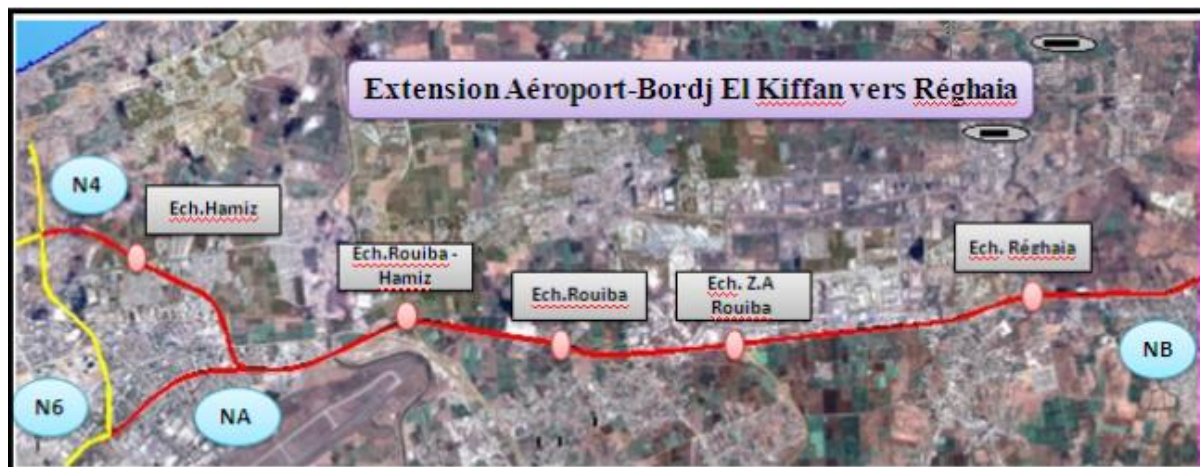 Extension Aéroport-Bordj El Kiffan vers Réghaia
N4
Ech.Hamiz
Ech.Rouiba -
Hamiz
Ech.Rouiba
Ech. Z.A
Rouiba
Ech. Réghaia
N6
NA
NB